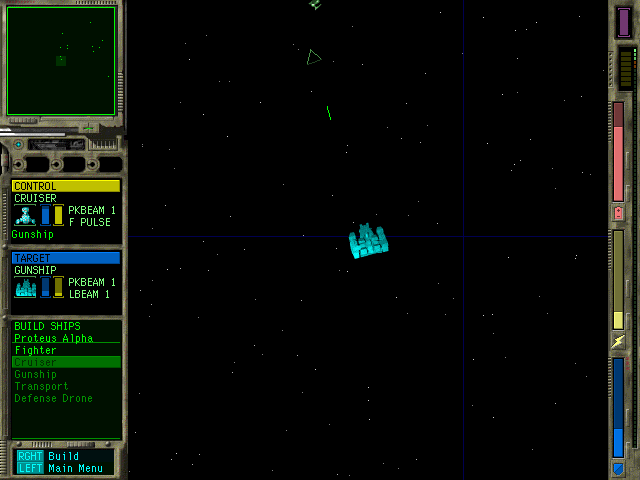 CONTROL
CRUISER
PKBEAM 1
F PULSE
Gunship
TARGET
GUNSHIP
PKBEAM 1
LBEAM 1
BUILD SHIPS
Proteus Alpha
Fighter
Cruiser
Gunship
Transport
Defense Drone
RGHT Build
LEFT Main Menu